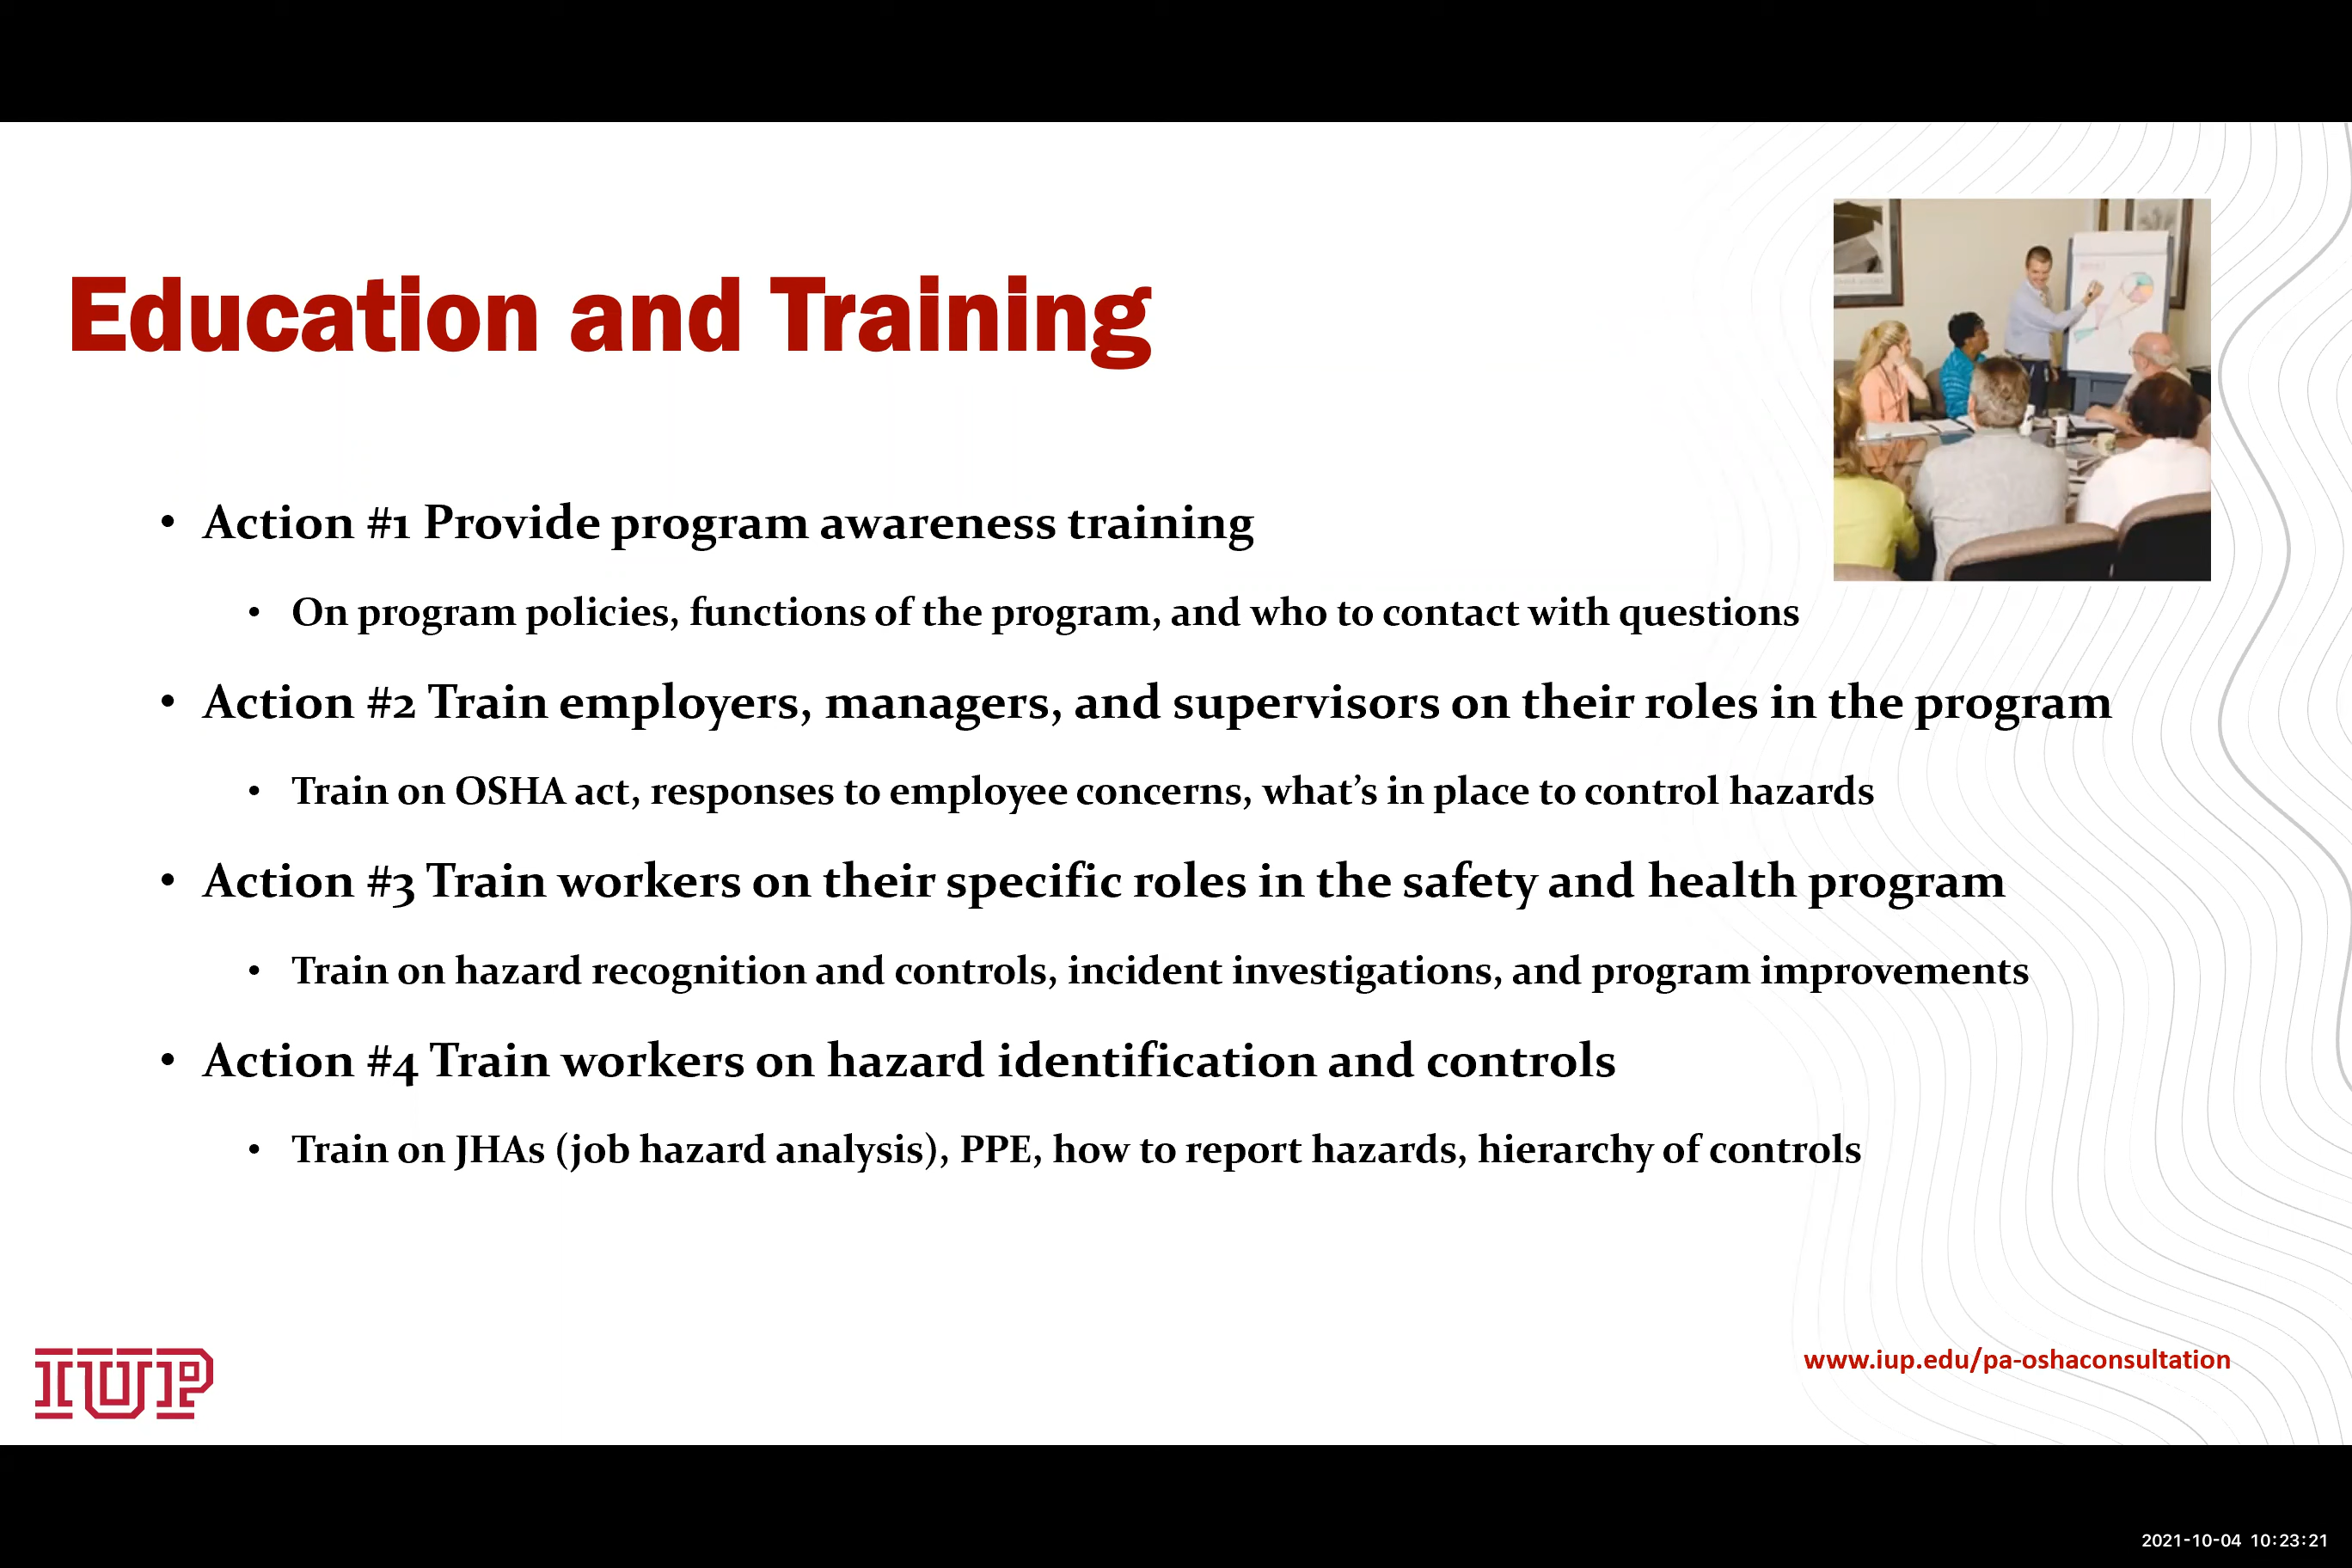 Education and Training
• Action #1 Provide program awareness training
• On program policies, functions of the program, and who to contact with questions
• Action #2 Train employers, managers, and supervisors on their roles in the program
• Train on OSHA act, responses to employee concerns, what’s in place to control hazards
• Action #3 Train workers on their specific roles in the safety and health program
• Train on hazard recognition and controls, incident investigations, and program improvements
• Action #4 Train workers on hazard identification and controls
• Train on JHAs (job hazard analysis), PPE, how to report hazards, hierarchy of controls
IUP
www.iup.edu/pa-oshaconsultation
2021-10-04 10:23:21